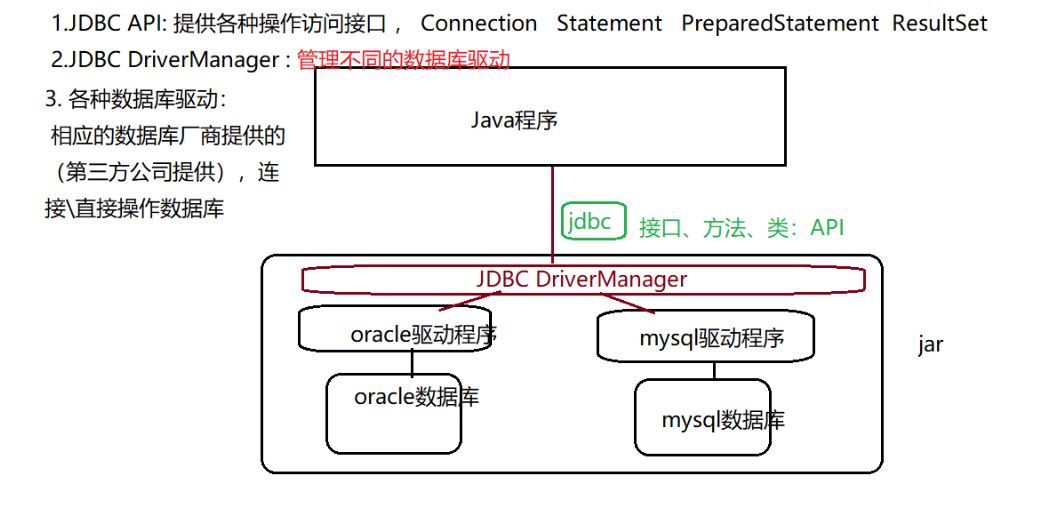 1.JDBC API: 提供各种操作访问接口 ， Connection Statement PreparedStatement ResultSet
2.JDBC DriverManager : 管理不同的数据库驱动
3. 各种数据库驱动：
相应的数据库厂商提供的
（第三方公司提供），连
接\直接操作数据库
Java程序
jdbc 接口、方法、类：API
JDBC DriverManager
oracle驱动程序
mysql驱动程序
jar
oracle数据库
mysql数据库